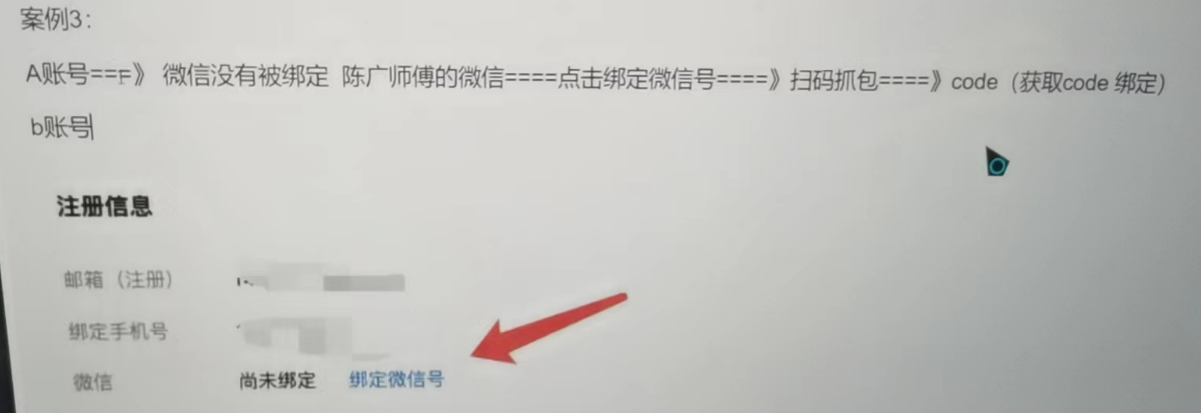 案例3：
A账号==F》 微信没有被绑定 陈广师傅的微信====点击绑定微信号====》扫码抓包====》code（获取code 绑定）
b账号
注册信息
邮箱（注册）
绑定手机号
微信 尚未绑定 绑定微信号